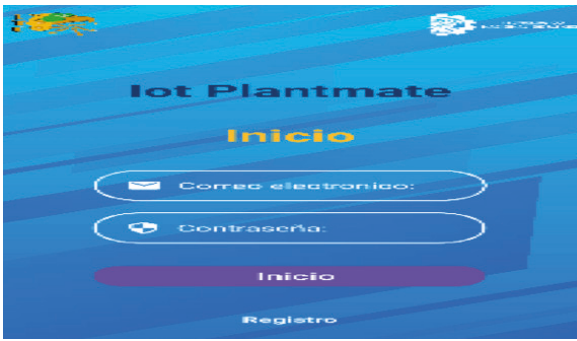 Iot Plantmate
Inicio
Correo electronico:
Contraseña:
Inicio
Registro